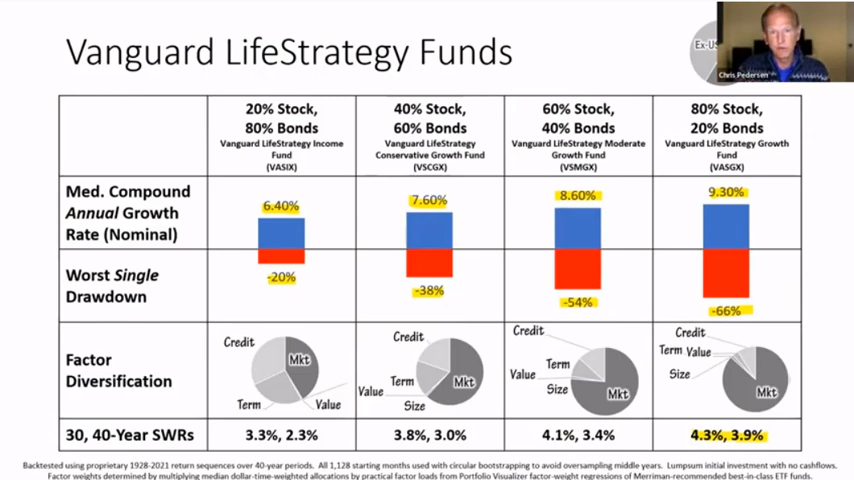 Vanguard LifeStrategy Funds
Ex-US
Chris Pedersen
20% Stock,
80% Bonds
Vanguard LifeStrategy Income
Fund
(VASIX)
40% Stock,
60% Bonds
Vanguard LifeStrategy
Conservative Growth Fund
(VSCGX)
60% Stock,
40% Bonds
Vanguard LifeStrategy Moderate
Growth Fund
(VSMGX)
80% Stock,
20% Bonds
Vanguard LifeStrategy Growth
Fund
(VASGX)
Med. Compound
Annual Growth
Rate (Nominal)
6.40%
7.60%
8.60%
9.30%
Worst Single
Drawdown
-20%
-38%
-54%
-66%
Factor
Diversification
Credit
Mkt
Term
Value
Credit
Term
Mkt
Value
Size
Credit
Term
Value
Size
Mkt
Credit
Term Value
Size
Mkt
30, 40-Year SWRs
3.3%, 2.3%
3.8%, 3.0%
4.1%, 3.4%
4.3%, 3.9%
Backtested using proprietary 1928-2021 return sequences over 40-year periods. All 1,128 starting months used with circular bootstrapping to avoid oversampling middle years. Lumpsum initial investment with no cashflows.
Factor weights determined by multiplying median dollar-time-weighted allocations by practical factor loads from Portfolio Visualizer factor-weight regressions of Merriman-recommended best-in-class ETF funds.